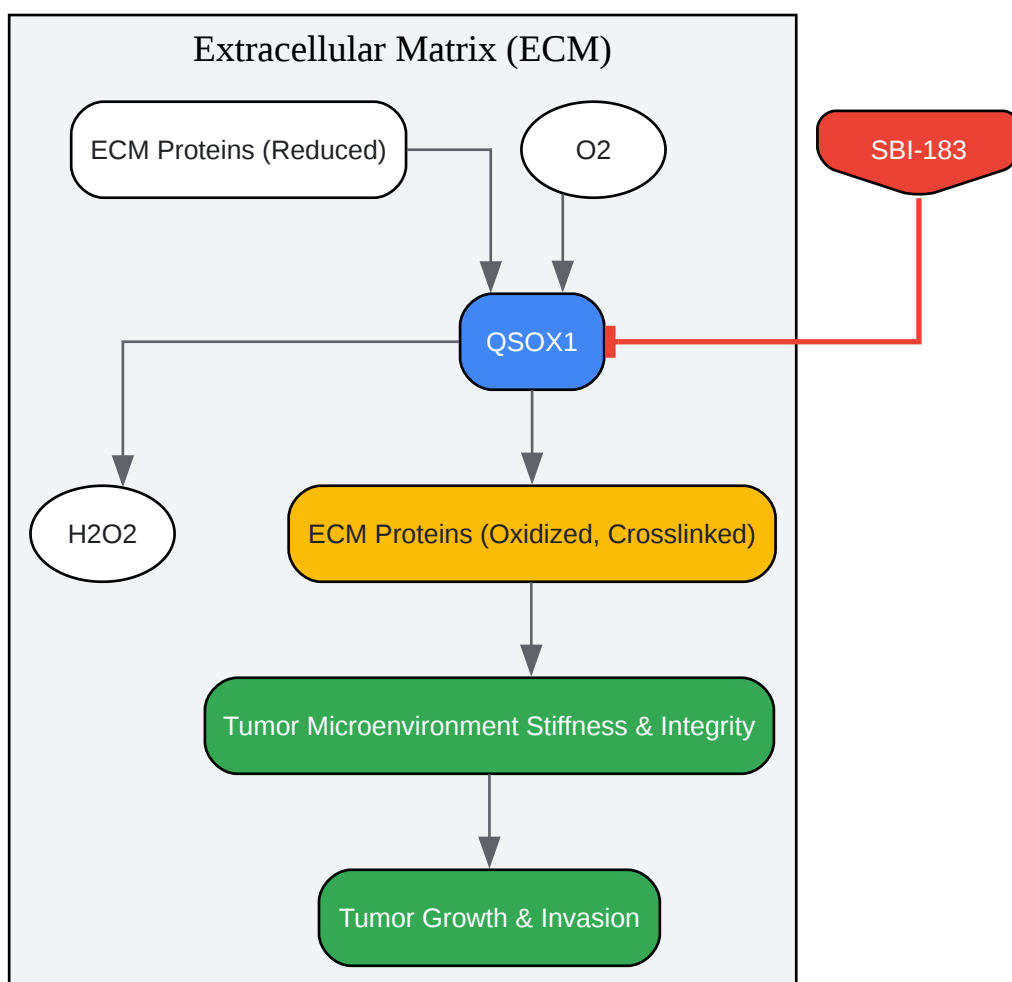 Extracellular Matrix (ECM)
ECM Proteins (Reduced)
O2
SBI-183
QSOX1
H2O2
ECM Proteins (Oxidized, Crosslinked)
Tumor Microenvironment Stiffness & Integrity
Tumor Growth & Invasion